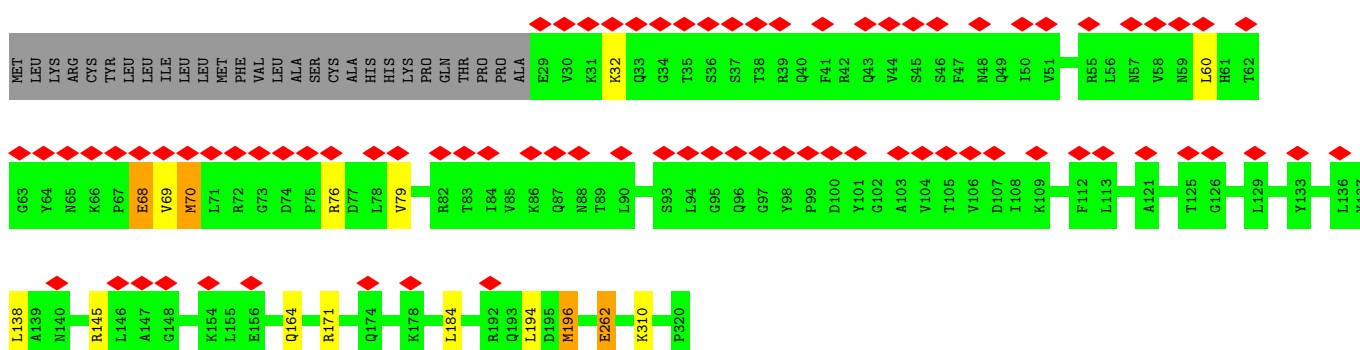 MET LEU LYS ARG CYS TYR LEU LEU ILE LEU LEU MET PHE VAL LEU ALA SER CYS ALA HIS HIS LYS PRO GLN THR PRO PRO ALA E29 V30 K31 K32 Q33 G34 T35 S36 S37 T38 R39 Q40 F41 R42 Q43 V44 S45 S46 F47 N48 Q49 I50 V51 R55 L56 N57 V58 N59 L60 H61 T62
G63 Y64 N65 K66 P67 E68 V69 M70 L71 R72 G73 D74 P75 R76 D77 L78 V79 R82 T83 I84 V85 K86 Q87 N88 T89 L90 S93 L94 G95 Q96 G97 Y98 P99 D100 Y101 G102 A103 V104 T105 V106 D107 I108 K109 F112 L113 A121 T125 G126 L129 Y133 L136
L138 A139 N140 R145 L146 A147 G148 K154 L155 E156 Q164 R171 Q174 K178 L184 R192 Q193 L194 D195 M196 E262 K310 P320